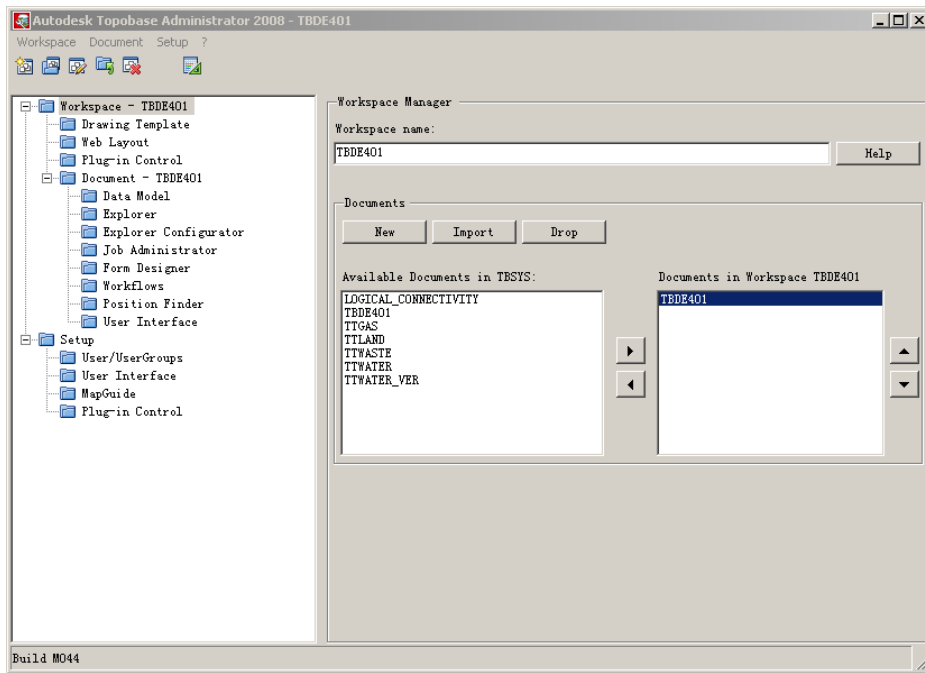 Autodesk Topobase Administrator 2008 - TBDE401
Workspace Document Setup ?
Workspace - TBDE401
Drawing Template
Web Layout
Plug-in Control
Document - TBDE401
Data Model
Explorer
Explorer Configurator
Job Administrator
Form Designer
Workflows
Position Finder
User Interface
Setup
User/UserGroups
User Interface
MapGuide
Plug-in Control
Workspace Manager
Workspace name:
TBDE401
Help
Documents
New Import Drop
Available Documents in TBSYS:
LOGICAL_CONNECTIVITY
TBDE401
TTGAS
TTLAND
TTWASTE
TTWATER
TTWATER_VER
Documents in Workspace TBDE401
TBDE401
Build M044